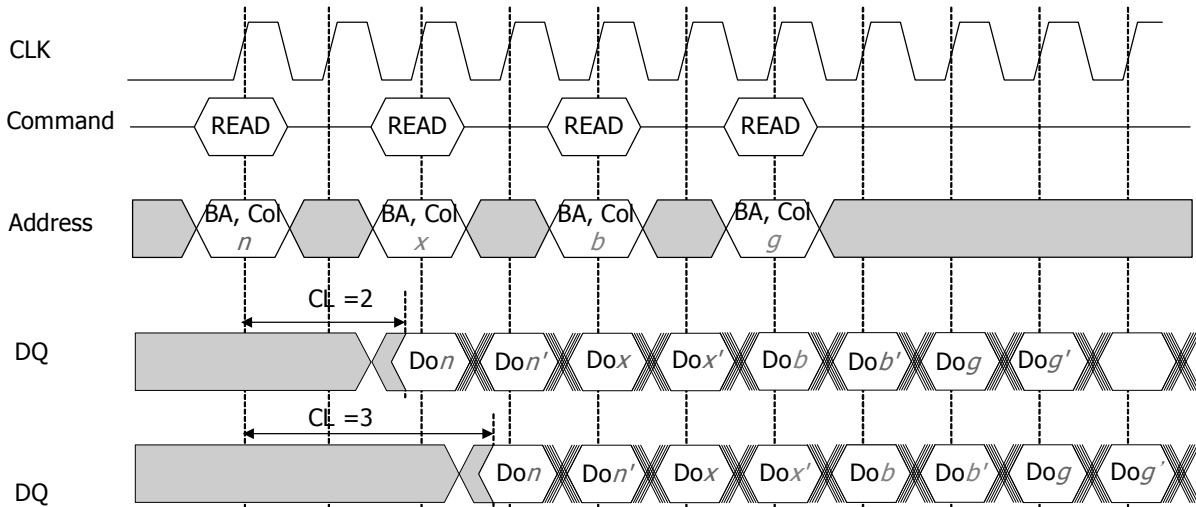 CLK
Command READ READ READ READ
Address BA, Col BA, Col BA, Col BA, Col
n x b g
CL =2
DQ Don Don' Dox Dox' Dob Dob' Dog Dog'
CL =3
DQ Don Don' Dox Dox' Dob Dob' Dog Dog'